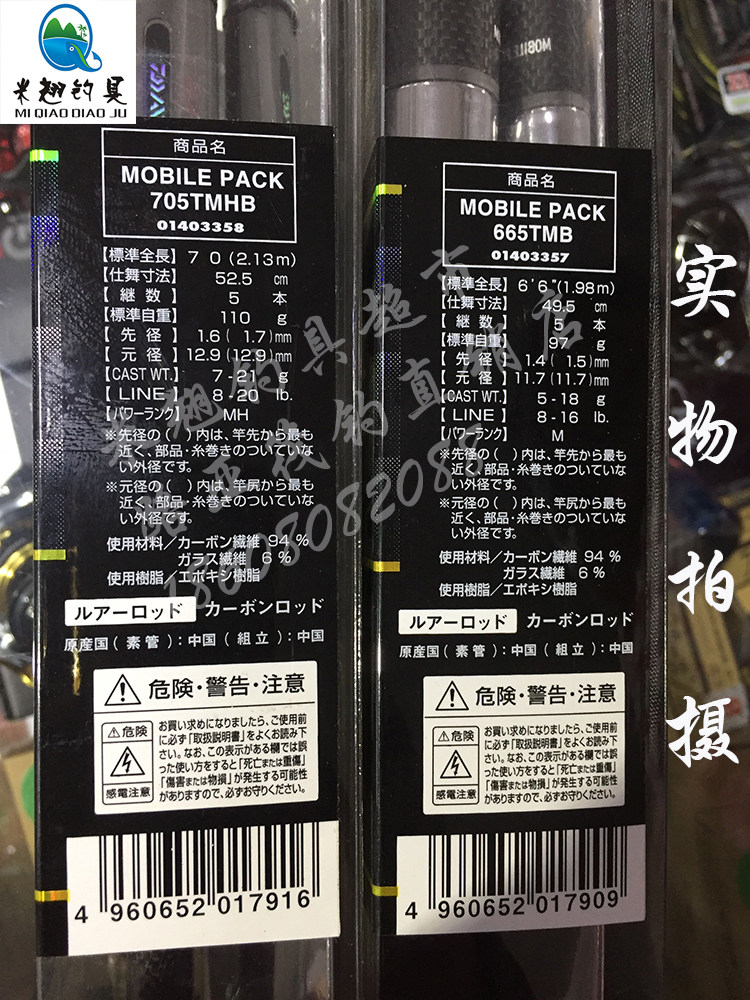 米翘钓具
MI QIAO DIAO JU
MOBILE
商品名
MOBILE PACK
705TMHB
01403358
【標準全長】 7 0 (2.13m)
【仕舞寸法】 52.5 cm
【継数】 5 本
【標準自重】 110 g
【先径】 1.6( 1.7)mm
【元径】 12.9(12.9)mm
【CAST WT.】 7-21 g
【LINE】 8-20 lb.
【パワーランク】 MH
※先径の( )内は、竿先から最も
近く、部品・糸巻きのついていな
い外径です。
※元径の( )内は、竿尻から最も
近く、部品・糸巻きのついていな
い外径です。
使用材料/カーボン繊維 94 %
ガラス繊維 6 %
使用樹脂/エポキシ樹脂
ルアーロッド カーボンロッド
原産国(素管):中国(組立):中国
危険・警告・注意
危険
感電注意
お買い求めになりましたら、ご使用前
に必ず「取扱説明書」をよくお読み下
さい。なお、この表示がある欄では誤
った使い方をすると「死亡または重傷」
「傷害または物損」が発生する可能性
がありますので、必ずお守りください。
4 960652 017916
商品名
MOBILE PACK
665TMB
01403357
【標準全長】 6'6"(1.98m)
【仕舞寸法】 49.5 cm
【継数】 5 本
【標準自重】 97 g
【先径】 1.4( 1.5)mm
【元径】 11.7(11.7)mm
【CAST WT.】 5-18 g
【LINE】 8-16 lb.
【パワーランク】 M
※先径の( )内は、竿先から最も
近く、部品・糸巻きのついていな
い外径です。
※元径の( )内は、竿尻から最も
近く、部品・糸巻きのついていな
い外径です。
使用材料/カーボン繊維 94 %
ガラス繊維 6 %
使用樹脂/エポキシ樹脂
ルアーロッド カーボンロッド
原産国(素管):中国(組立):中国
危険・警告・注意
危険
感電注意
お買い求めになりましたら、ご使用前
に必ず「取扱説明書」をよくお読み下
さい。なお、この表示がある欄では誤
った使い方をすると「死亡または重傷」
「傷害または物損」が発生する可能性
がありますので、必ずお守りください。
4 960652 017909
实物拍摄
米翘钓具超市